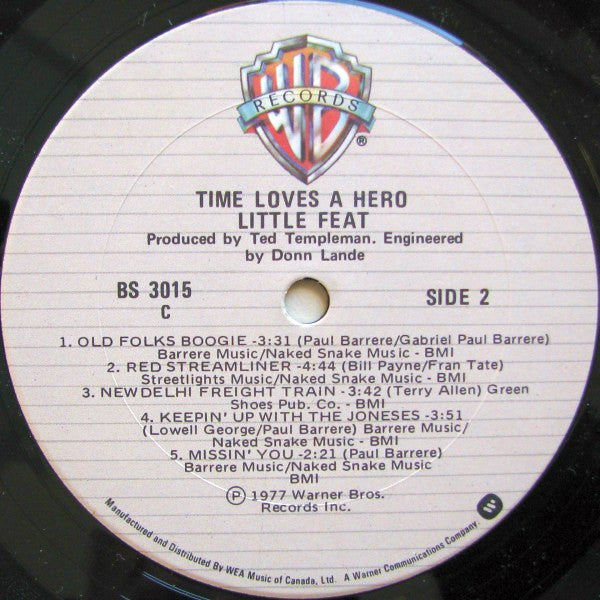 WB
RECORDS
®
TIME LOVES A HERO
LITTLE FEAT
Produced by Ted Templeman. Engineered
by Donn Lande
BS 3015
C
SIDE 2
1. OLD FOLKS BOOGIE -3:31 (Paul Barrere/Gabriel Paul Barrere)
Barrere Music/Naked Snake Music - BMI
2. RED STREAMLINER -4:44 (Bill Payne/Fran Tate)
Streetlights Music/Naked Snake Music - BMI
3. NEW DELHI FREIGHT TRAIN -3:42 (Terry Allen) Green
Shoes Pub. Co. - BMI
4. KEEPIN' UP WITH THE JONESES -3:51
(Lowell George/Paul Barrere) Barrere Music/
Naked Snake Music - BMI
5. MISSIN' YOU -2:21 (Paul Barrere)
Barrere Music/Naked Snake Music
BMI
℗ 1977 Warner Bros.
Records Inc.
Manufactured and Distributed By WEA Music of Canada, Ltd. A Warner Communications Company